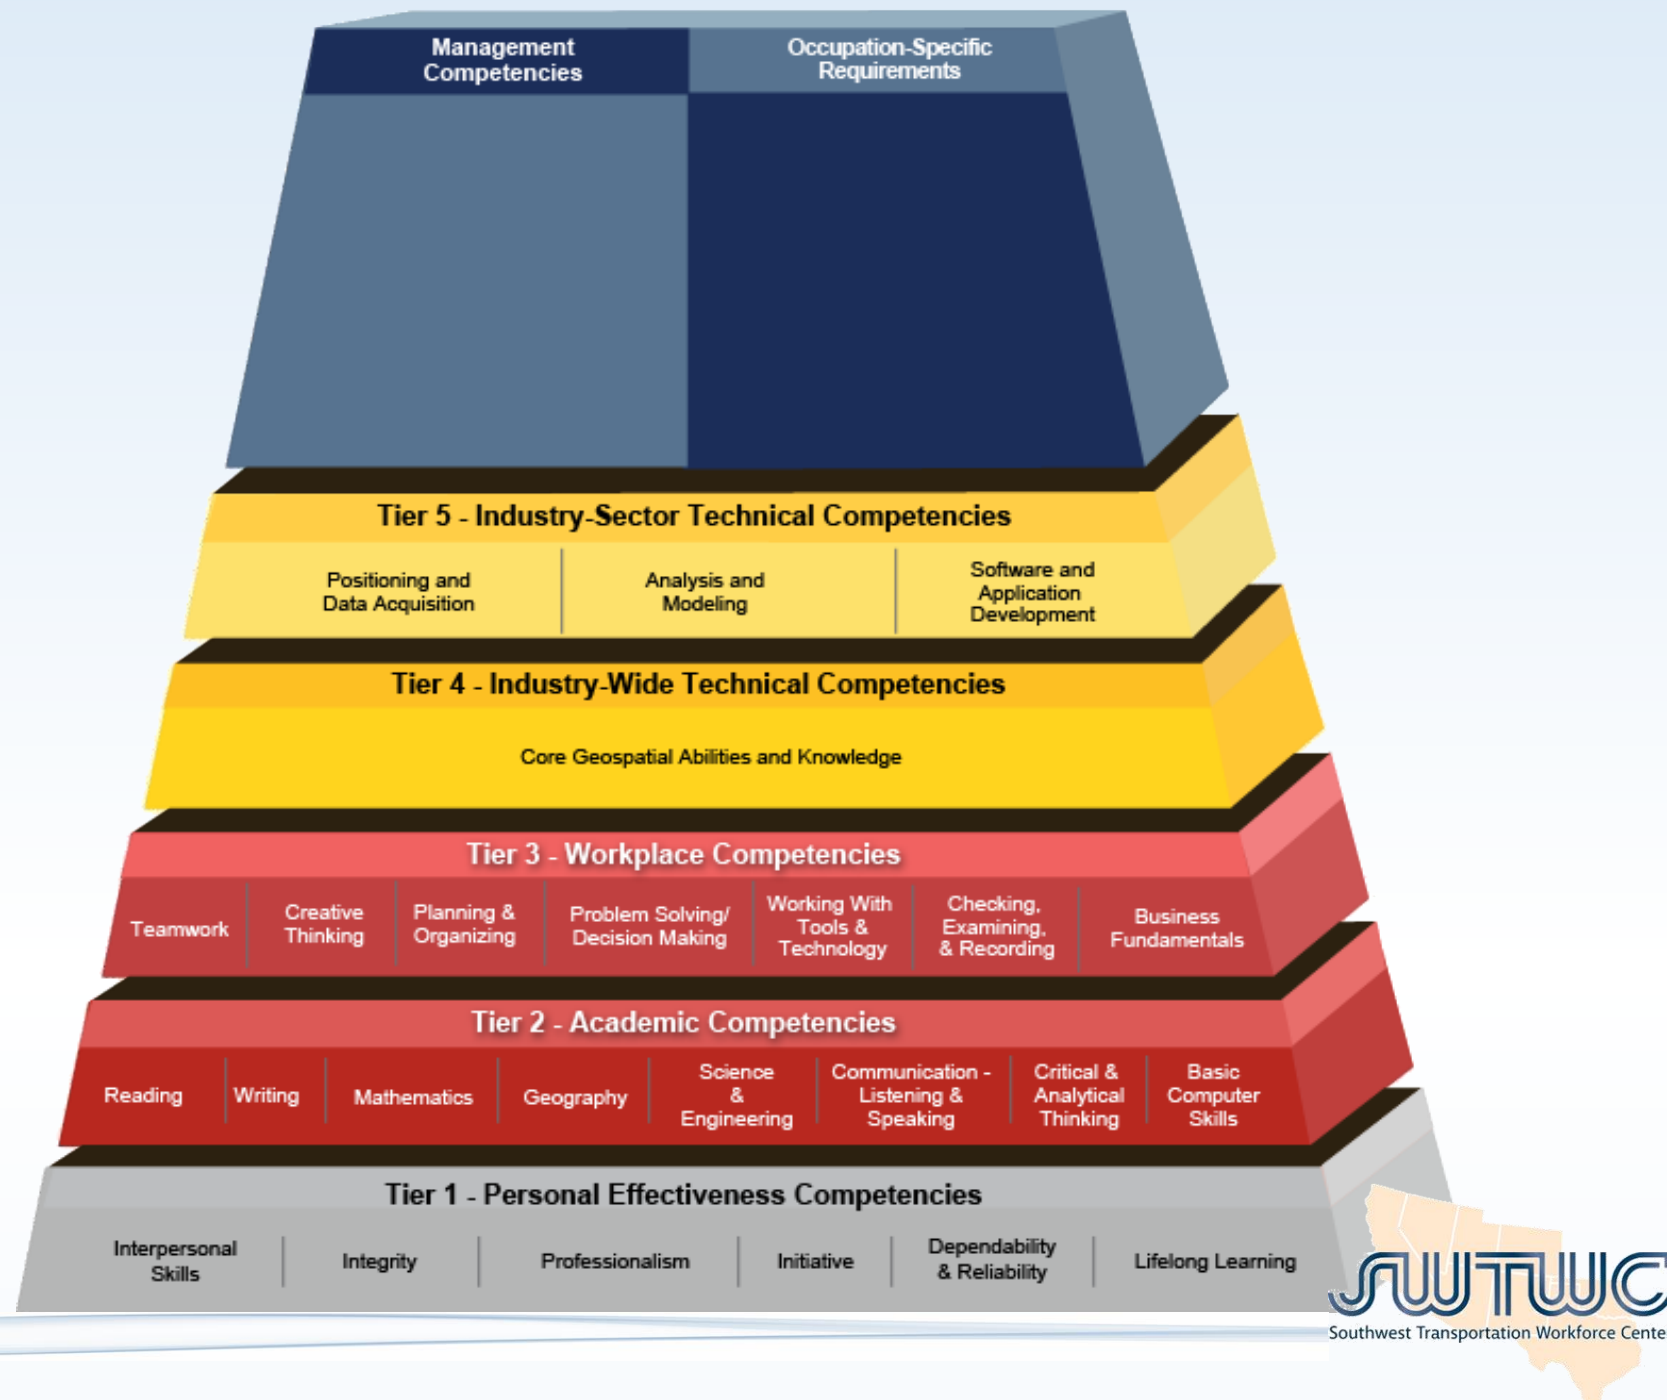 Management
Competencies
Occupation-Specific
Requirements
Tier 5 - Industry-Sector Technical Competencies
Positioning and
Data Acquisition
Analysis and
Modeling
Software and
Application
Development
Tier 4 - Industry-Wide Technical Competencies
Core Geospatial Abilities and Knowledge
Tier 3 - Workplace Competencies
Teamwork
Creative
Thinking
Planning &
Organizing
Problem Solving/
Decision Making
Working With
Tools &
Technology
Checking,
Examining,
& Recording
Business
Fundamentals
Tier 2 - Academic Competencies
Reading
Writing
Mathematics
Geography
Science
&
Engineering
Communication -
Listening &
Speaking
Critical &
Analytical
Thinking
Basic
Computer
Skills
Tier 1 - Personal Effectiveness Competencies
Interpersonal
Skills
Integrity
Professionalism
Initiative
Dependability
& Reliability
Lifelong Learning
SWTWC
Southwest Transportation Workforce Cente